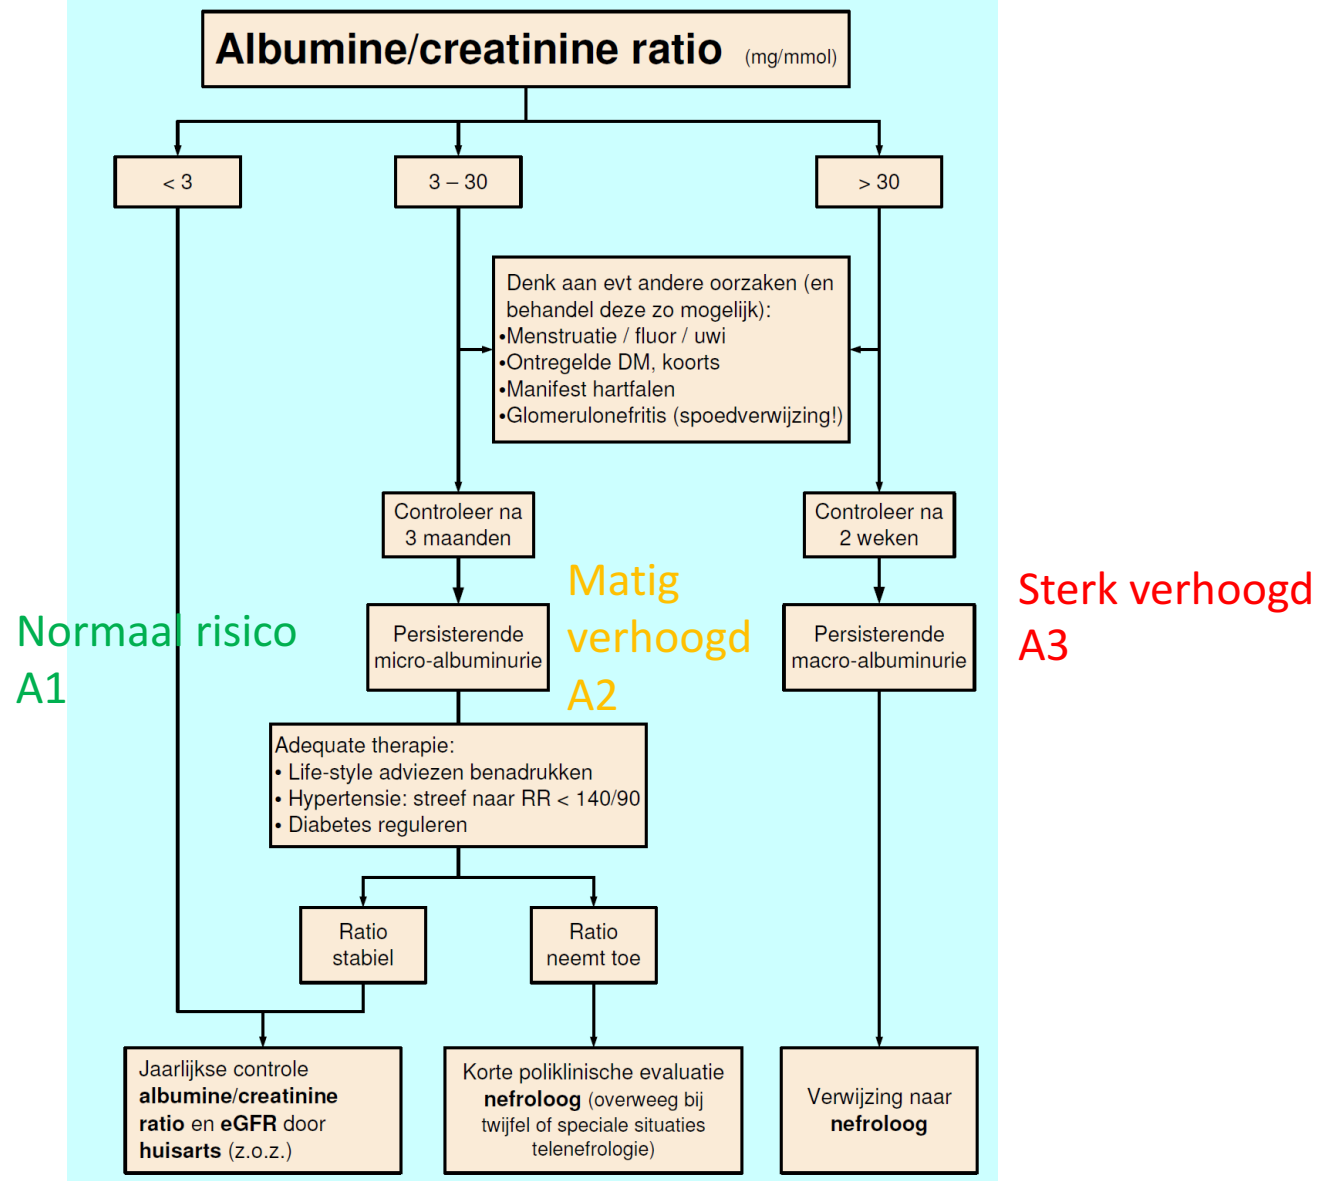 Albumine/creatinine ratio (mg/mmol)
< 3
3 – 30
> 30
Denk aan evt andere oorzaken (en
behandel deze zo mogelijk):
•Menstruatie / fluor / uwi
•Ontregelde DM, koorts
•Manifest hartfalen
•Glomerulonefritis (spoedverwijzing!)
Controleer na
3 maanden
Controleer na
2 weken
Normaal risico
A1
Persisterende
micro-albuminurie
Matig
verhoogd
A2
Persisterende
macro-albuminurie
Sterk verhoogd
A3
Adequate therapie:
• Life-style adviezen benadrukken
• Hypertensie: streef naar RR < 140/90
• Diabetes reguleren
Ratio
stabiel
Ratio
neemt toe
Jaarlijkse controle
albumine/creatinine
ratio en eGFR door
huisarts (z.o.z.)
Korte poliklinische evaluatie
nefroloog (overweeg bij
twijfel of speciale situaties
telenefrologie)
Verwijzing naar
nefroloog